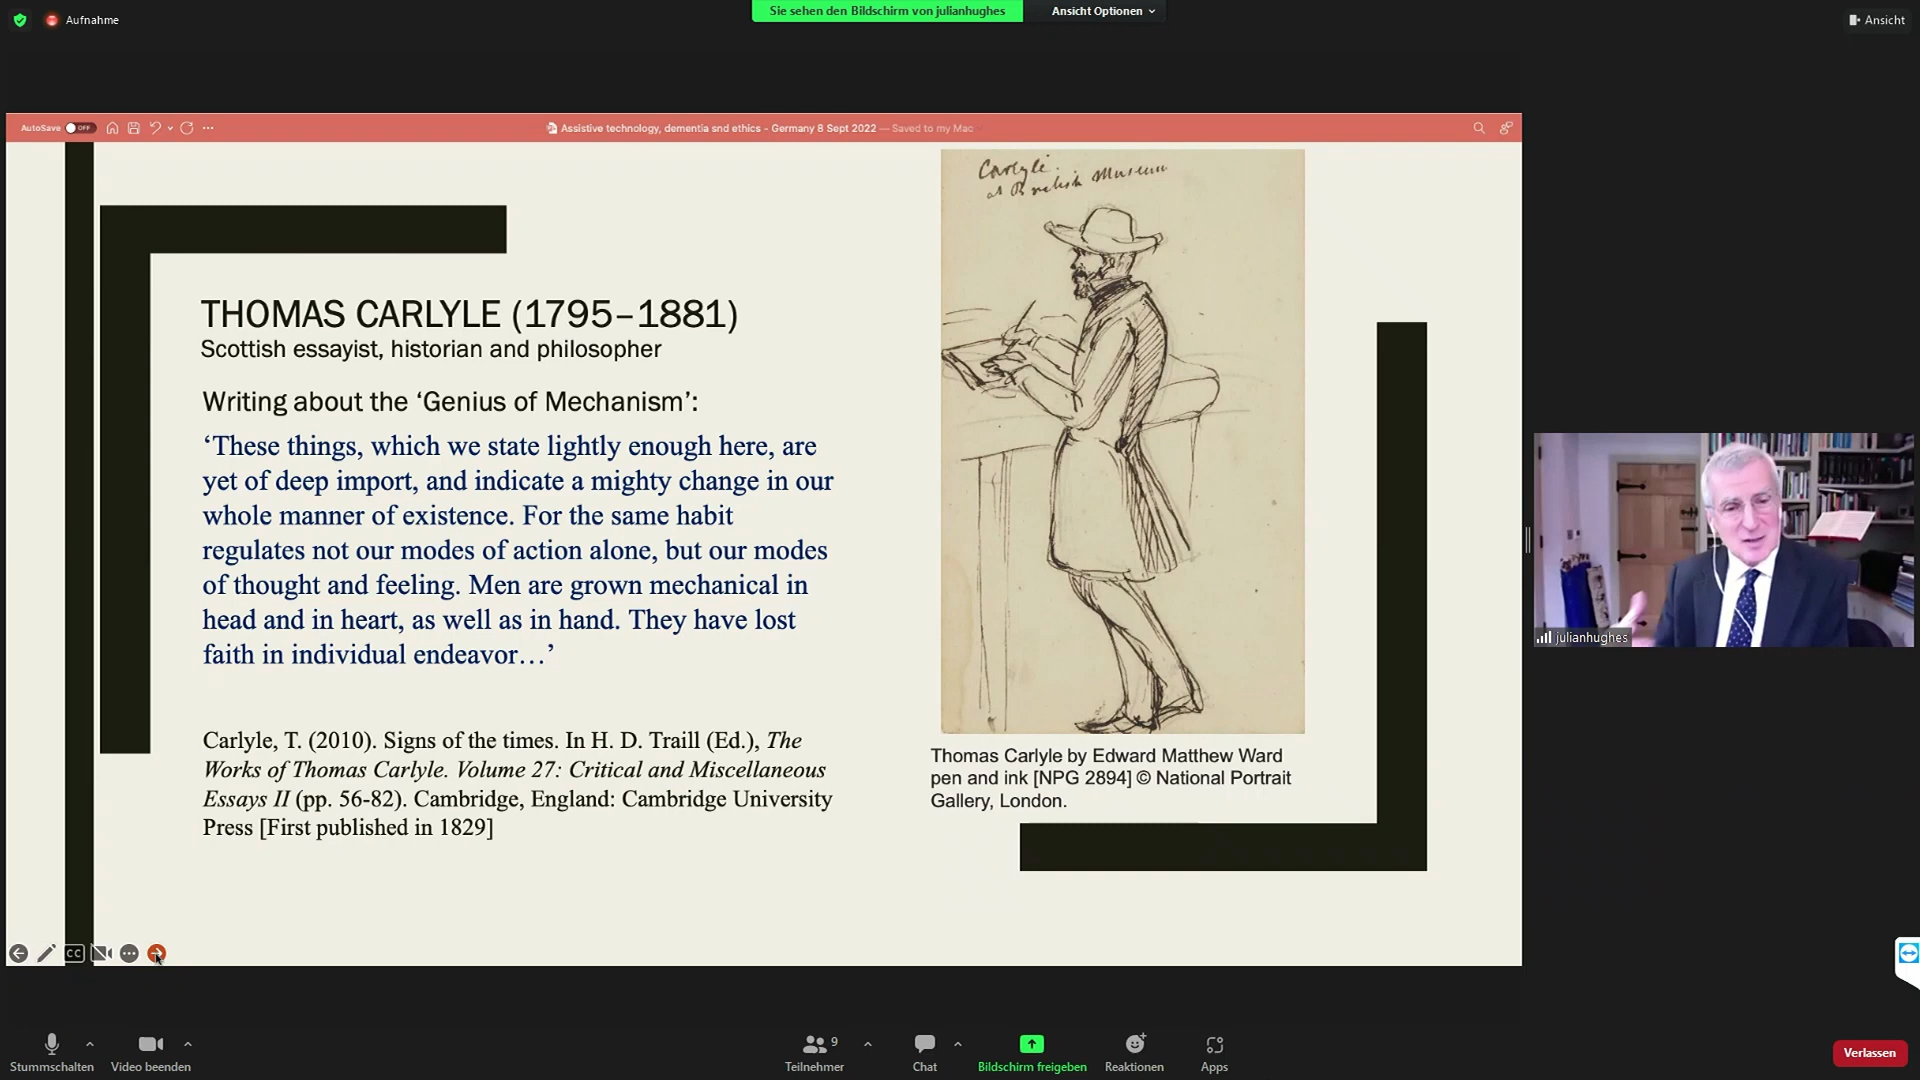 Aufnahme
Sie sehen den Bildschirm von julianhughes
Ansicht Optionen
Ansicht
AutoSave OFF
Assistive technology, dementia snd ethics - Germany 8 Sept 2022 — Saved to my Mac
Carlyle.
at British Museum
THOMAS CARLYLE (1795–1881)
Scottish essayist, historian and philosopher
Writing about the ‘Genius of Mechanism’:
‘These things, which we state lightly enough here, are
yet of deep import, and indicate a mighty change in our
whole manner of existence. For the same habit
regulates not our modes of action alone, but our modes
of thought and feeling. Men are grown mechanical in
head and in heart, as well as in hand. They have lost
faith in individual endeavor…’
Carlyle, T. (2010). Signs of the times. In H. D. Traill (Ed.), The
Works of Thomas Carlyle. Volume 27: Critical and Miscellaneous
Essays II (pp. 56-82). Cambridge, England: Cambridge University
Press [First published in 1829]
Thomas Carlyle by Edward Matthew Ward
pen and ink [NPG 2894] © National Portrait
Gallery, London.
julianhughes
CC
Stummschalten
Video beenden
9
Teilnehmer
Chat
Bildschirm freigeben
Reaktionen
Apps
Verlassen